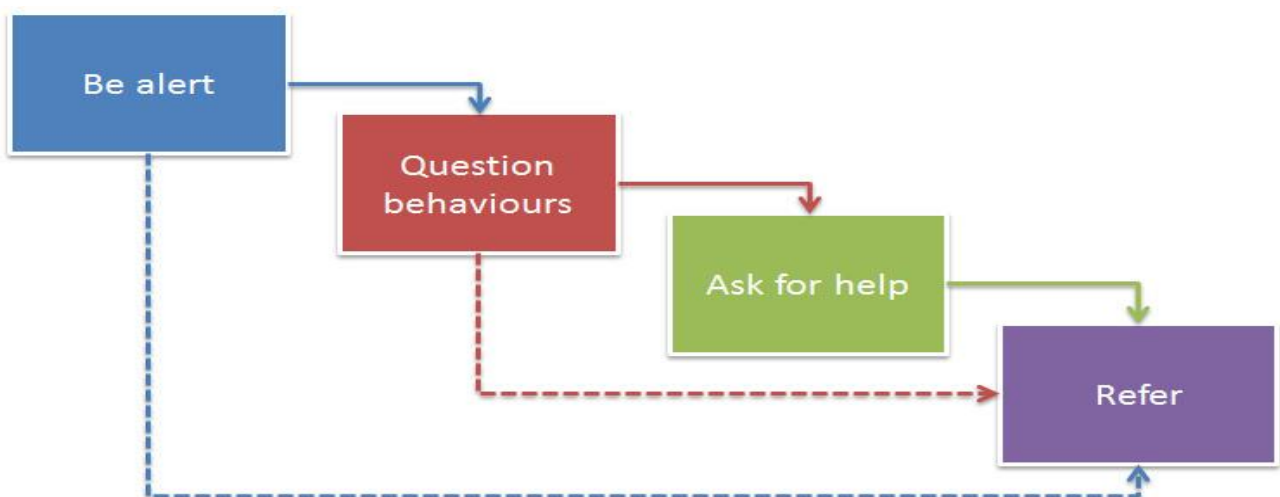 Be alert
Question
behaviours
Ask for help
Refer